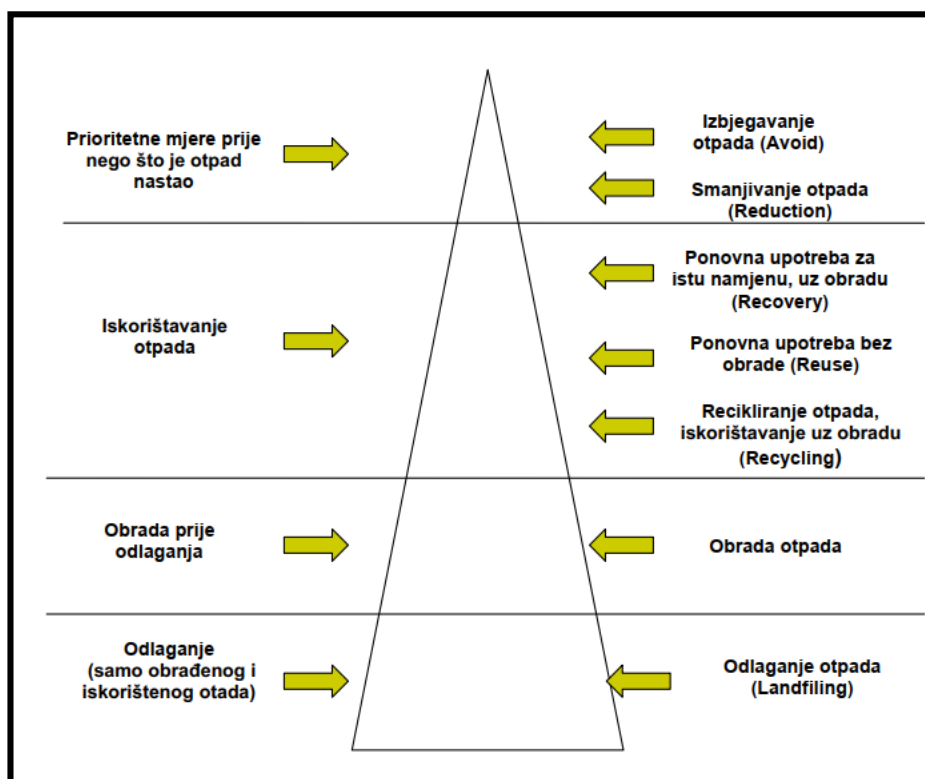 Prioritetne mjere prije
nego što je otpad
nastao
Izbjegavanje
otpada (Avoid)
Smanjivanje otpada
(Reduction)
Iskorištavanje
otpada
Ponovna upotreba za
istu namjenu, uz obradu
(Recovery)
Ponovna upotreba bez
obrade (Reuse)
Recikliranje otpada,
iskorištavanje uz obradu
(Recycling)
Obrada prije
odlaganja
Obrada otpada
Odlaganje
(samo obrađenog i
iskorištenog otada)
Odlaganje otpada
(Landfiling)